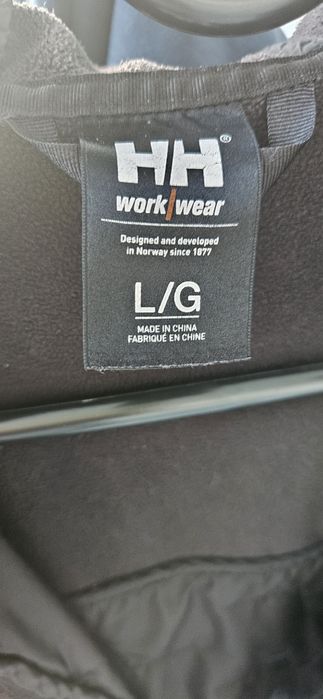 HH®
work/wear
Designed and developed
in Norway since 1877
L/G
MADE IN CHINA
FABRIQUÉ EN CHINE